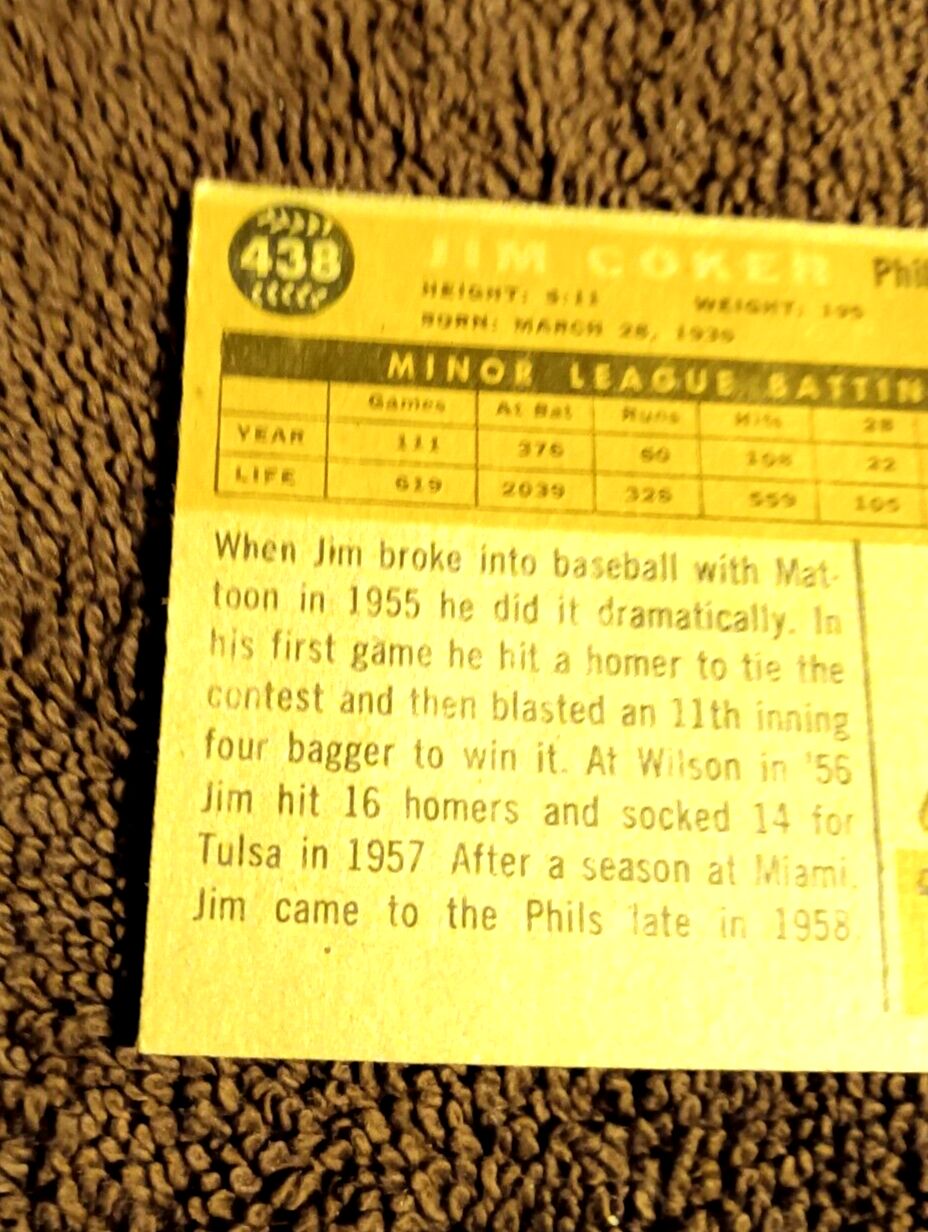 438 JIM COKER Phil
HEIGHT: 5:11 WEIGHT: 195
BORN: MARCH 28, 1936
MINOR LEAGUE BATTIN
Games At Bat Runs Hits 2B
YEAR 111 376 60 108 22
LIFE 619 2039 328 559 105
When Jim broke into baseball with Mat-
toon in 1955 he did it dramatically. In
his first game he hit a homer to tie the
contest and then blasted an 11th inning
four bagger to win it. At Wilson in '56
Jim hit 16 homers and socked 14 for
Tulsa in 1957 After a season at Miami,
Jim came to the Phils late in 1958